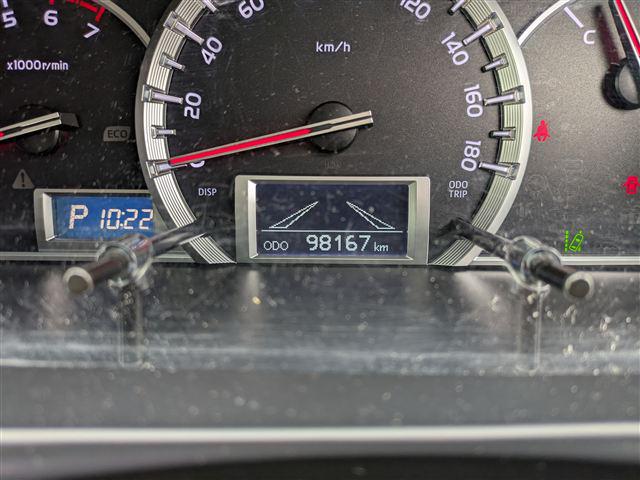 5 6 7
x1000r/min
ECO
P 10:22
20
40
60
120
140
160
180
km/h
DISP
ODO
TRIP
ODO 98167 km
C